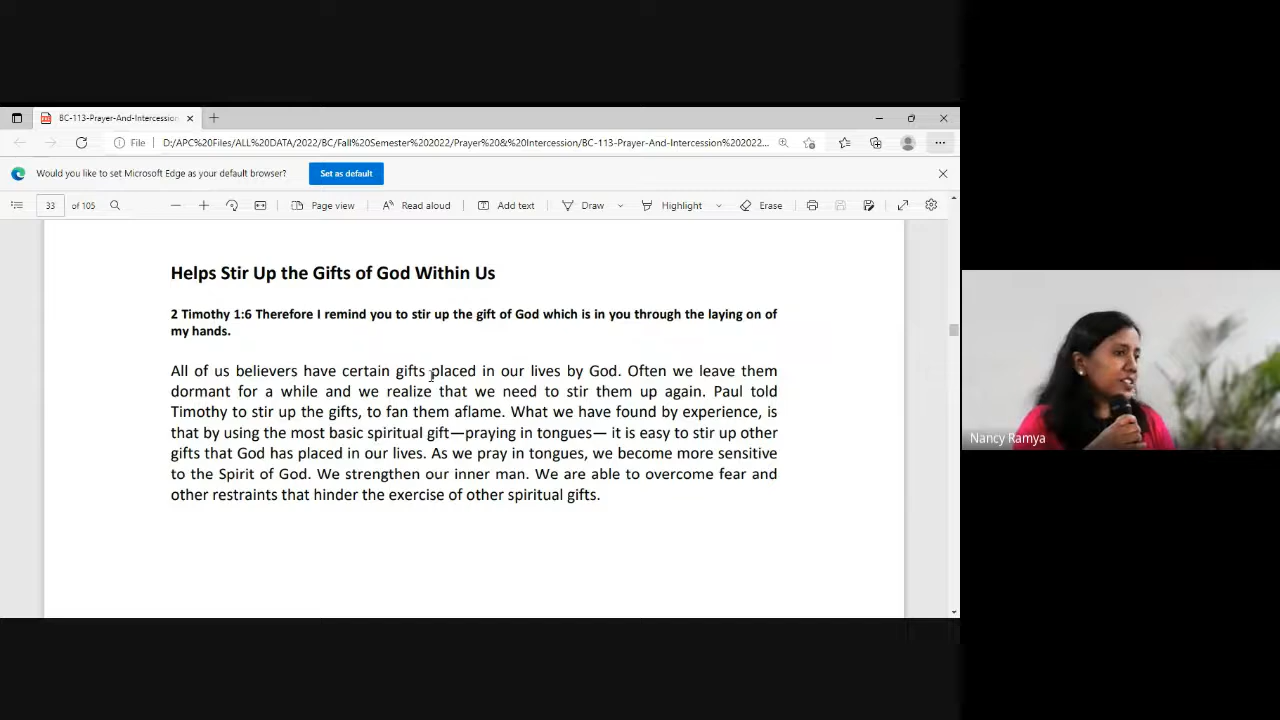 BC-113-Prayer-And-Intercession
File
D:/APC%20Files/ALL%20DATA/2022/BC/Fall%20Semester%202022/Prayer%20&%20Intercession/BC-113-Prayer-And-Intercession%202022...
Would you like to set Microsoft Edge as your default browser?
Set as default
33 of 105
Page view
Read aloud
Add text
Draw
Highlight
Erase
Helps Stir Up the Gifts of God Within Us
2 Timothy 1:6 Therefore I remind you to stir up the gift of God which is in you through the laying on of
my hands.
All of us believers have certain gifts placed in our lives by God. Often we leave them
dormant for a while and we realize that we need to stir them up again. Paul told
Timothy to stir up the gifts, to fan them aflame. What we have found by experience, is
that by using the most basic spiritual gift—praying in tongues— it is easy to stir up other
gifts that God has placed in our lives. As we pray in tongues, we become more sensitive
to the Spirit of God. We strengthen our inner man. We are able to overcome fear and
other restraints that hinder the exercise of other spiritual gifts.
Nancy Ramya